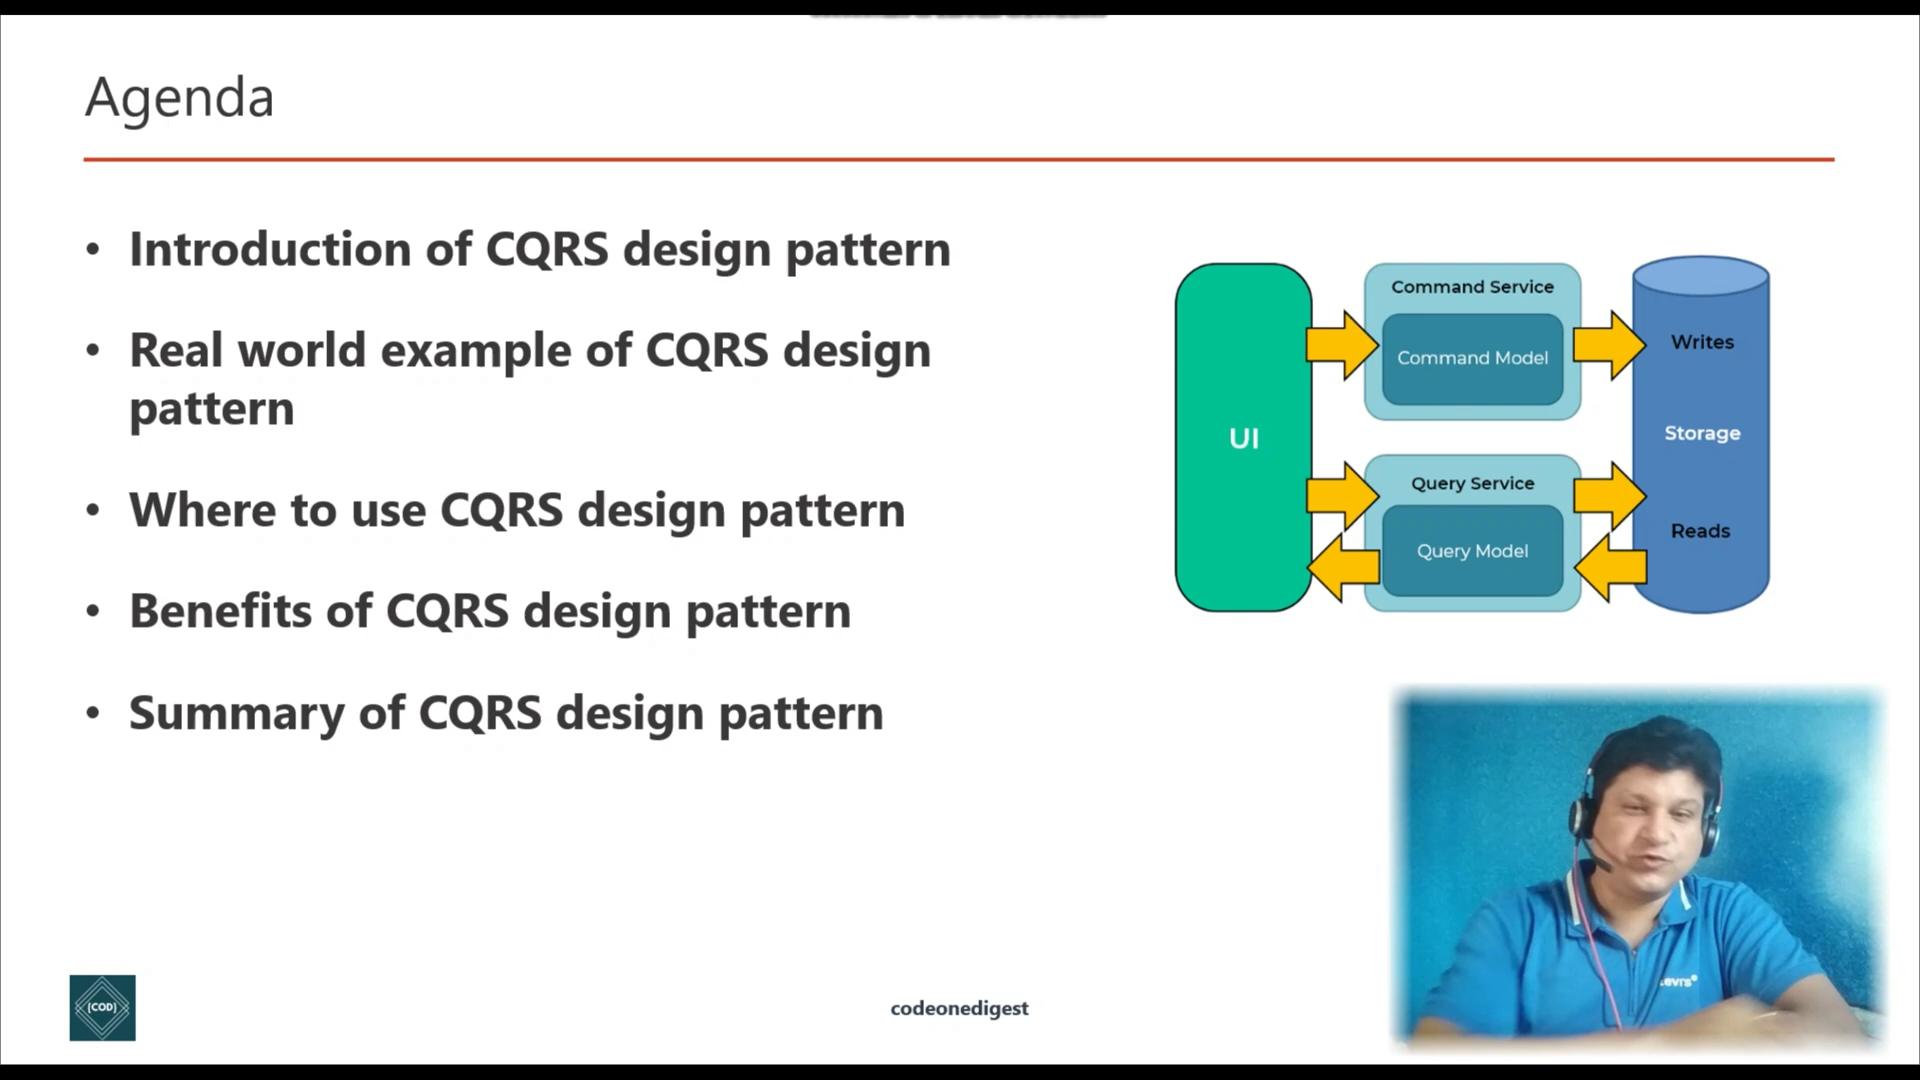 Agenda
• Introduction of CQRS design pattern
• Real world example of CQRS design
pattern
• Where to use CQRS design pattern
• Benefits of CQRS design pattern
• Summary of CQRS design pattern
UI
Command Service
Command Model
Query Service
Query Model
Writes
Storage
Reads
[COD]
codeonedigest